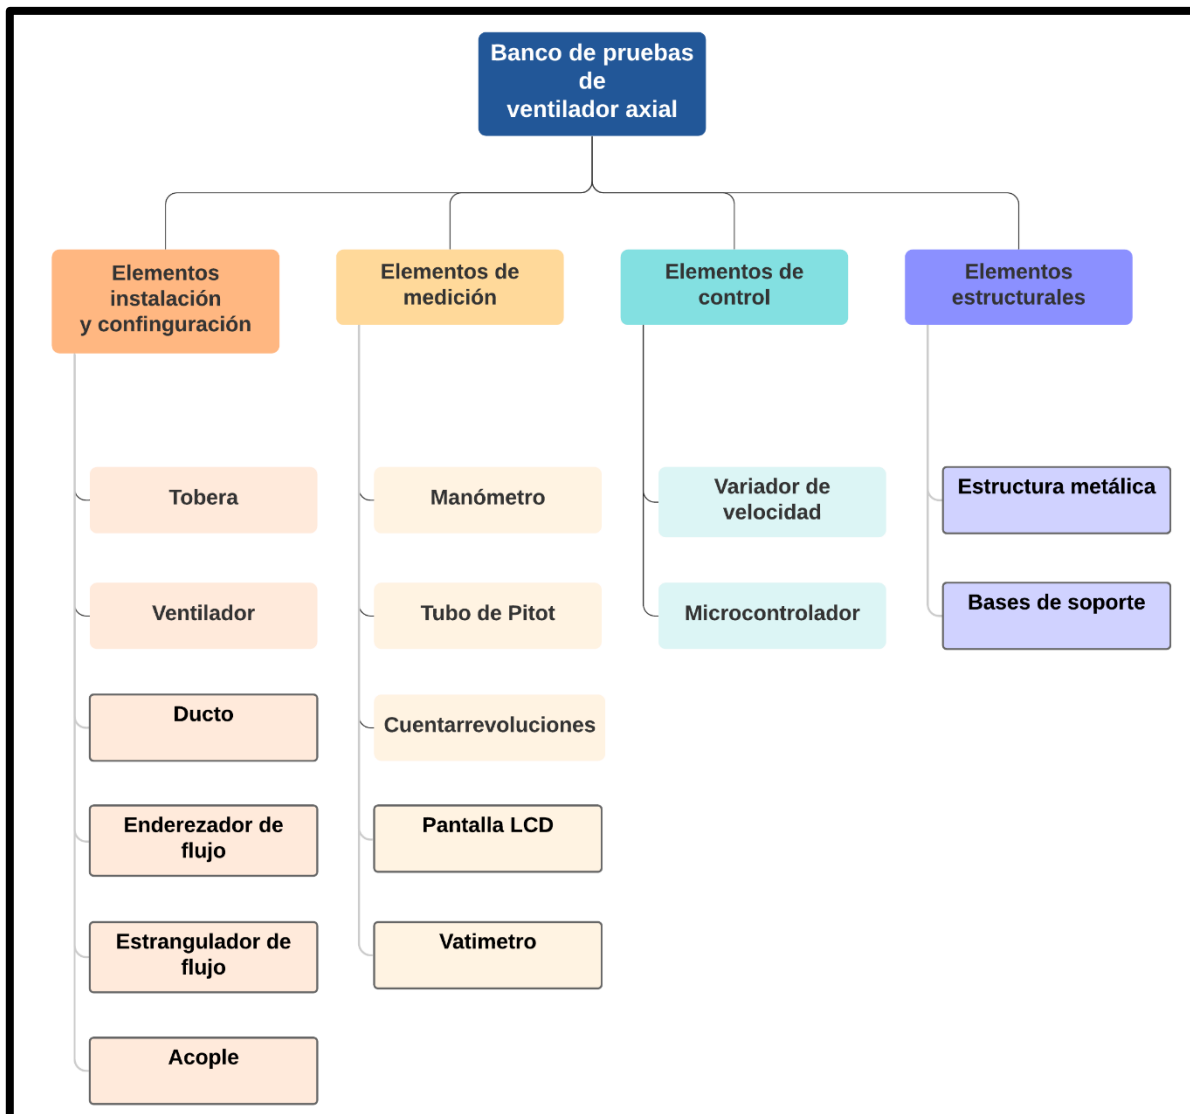 Banco de pruebas
de
ventilador axial
Elementos
instalación
y confinguración
Elementos de
medición
Elementos de
control
Elementos
estructurales
Tobera
Ventilador
Ducto
Enderezador de
flujo
Estrangulador de
flujo
Acople
Manómetro
Tubo de Pitot
Cuentarrevoluciones
Pantalla LCD
Vatimetro
Variador de
velocidad
Microcontrolador
Estructura metálica
Bases de soporte